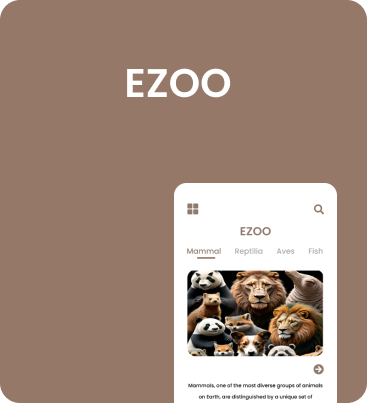 EZOO
EZOO
Mammal Reptilia Aves Fish
Mammals, one of the most diverse groups of animals
on Earth, are distinguished by a unique set of